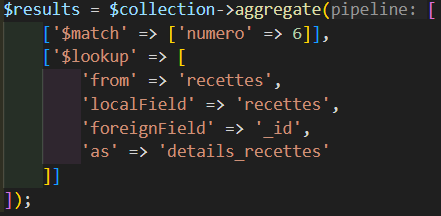 $results = $collection->aggregate(pipeline: [
['$match' => ['numero' => 6]],
['$lookup' => [
'from' => 'recettes',
'localField' => 'recettes',
'foreignField' => '_id',
'as' => 'details_recettes'
]]
]);